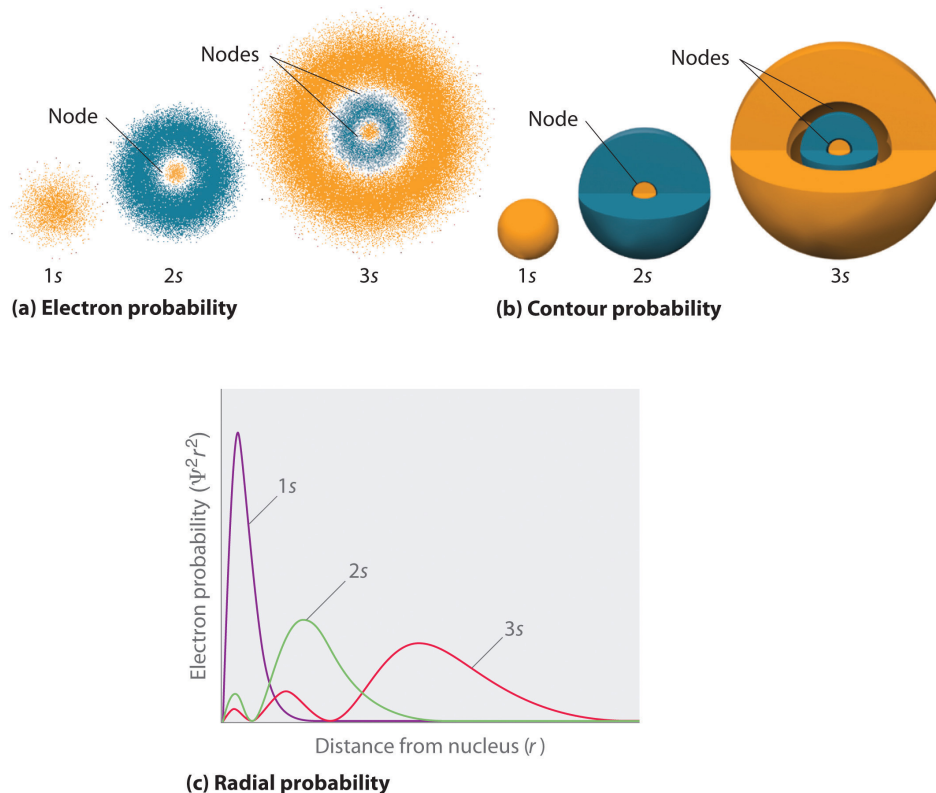 Nodes
Node
1s
2s
3s
(a) Electron probability
Nodes
Node
1s
2s
3s
(b) Contour probability
Electron probability (Ψ²r²)
1s
2s
3s
Distance from nucleus (r)
(c) Radial probability